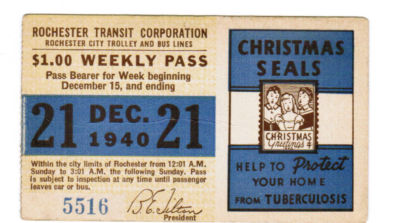 ROCHESTER TRANSIT CORPORATION
ROCHESTER CITY TROLLEY AND BUS LINES
$1.00 WEEKLY PASS
Pass Bearer for Week beginning
December 15, and ending
21 DEC. 1940 21
Within the city limits of Rochester from 12:01 A.M.
Sunday to 3:01 A.M. the following Sunday. Pass
is subject to inspection at any time until passenger
leaves car or bus.
5516
B.E. Tilton
President
CHRISTMAS
SEALS
CHRISTMAS
Greetings
HELP TO Protect
YOUR HOME
FROM TUBERCULOSIS